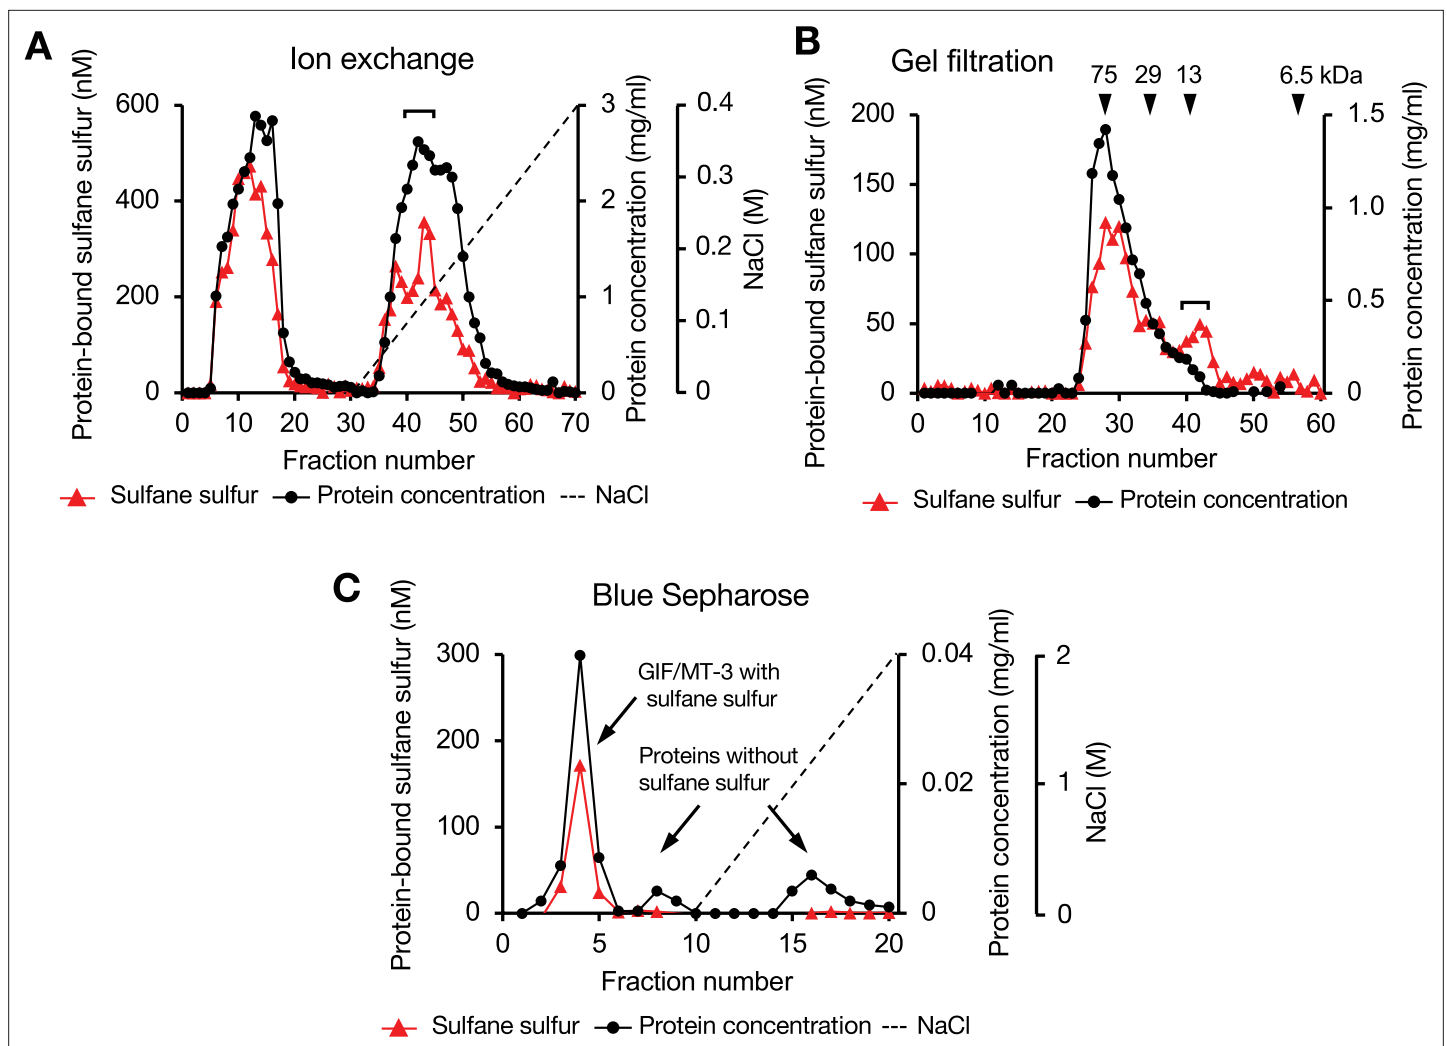 A
Ion exchange
Protein-bound sulfane sulfur (nM)
600
400
200
0
3
2
1
0
Protein concentration (mg/ml)
0.4
0.3
0.2
0.1
0
NaCl (M)
0 10 20 30 40 50 60 70
Fraction number
Sulfane sulfur Protein concentration NaCl
B
Gel filtration
75 29 13 6.5 kDa
Protein-bound sulfane sulfur (nM)
200
150
100
50
0
1.5
1.0
0.5
0
Protein concentration (mg/ml)
0 10 20 30 40 50 60
Fraction number
Sulfane sulfur Protein concentration
C
Blue Sepharose
Protein-bound sulfane sulfur (nM)
300
200
100
0
GIF/MT-3 with
sulfane sulfur
Proteins without
sulfane sulfur
0.04
0.02
0
Protein concentration (mg/ml)
2
1
0
NaCl (M)
0 5 10 15 20
Fraction number
Sulfane sulfur Protein concentration NaCl